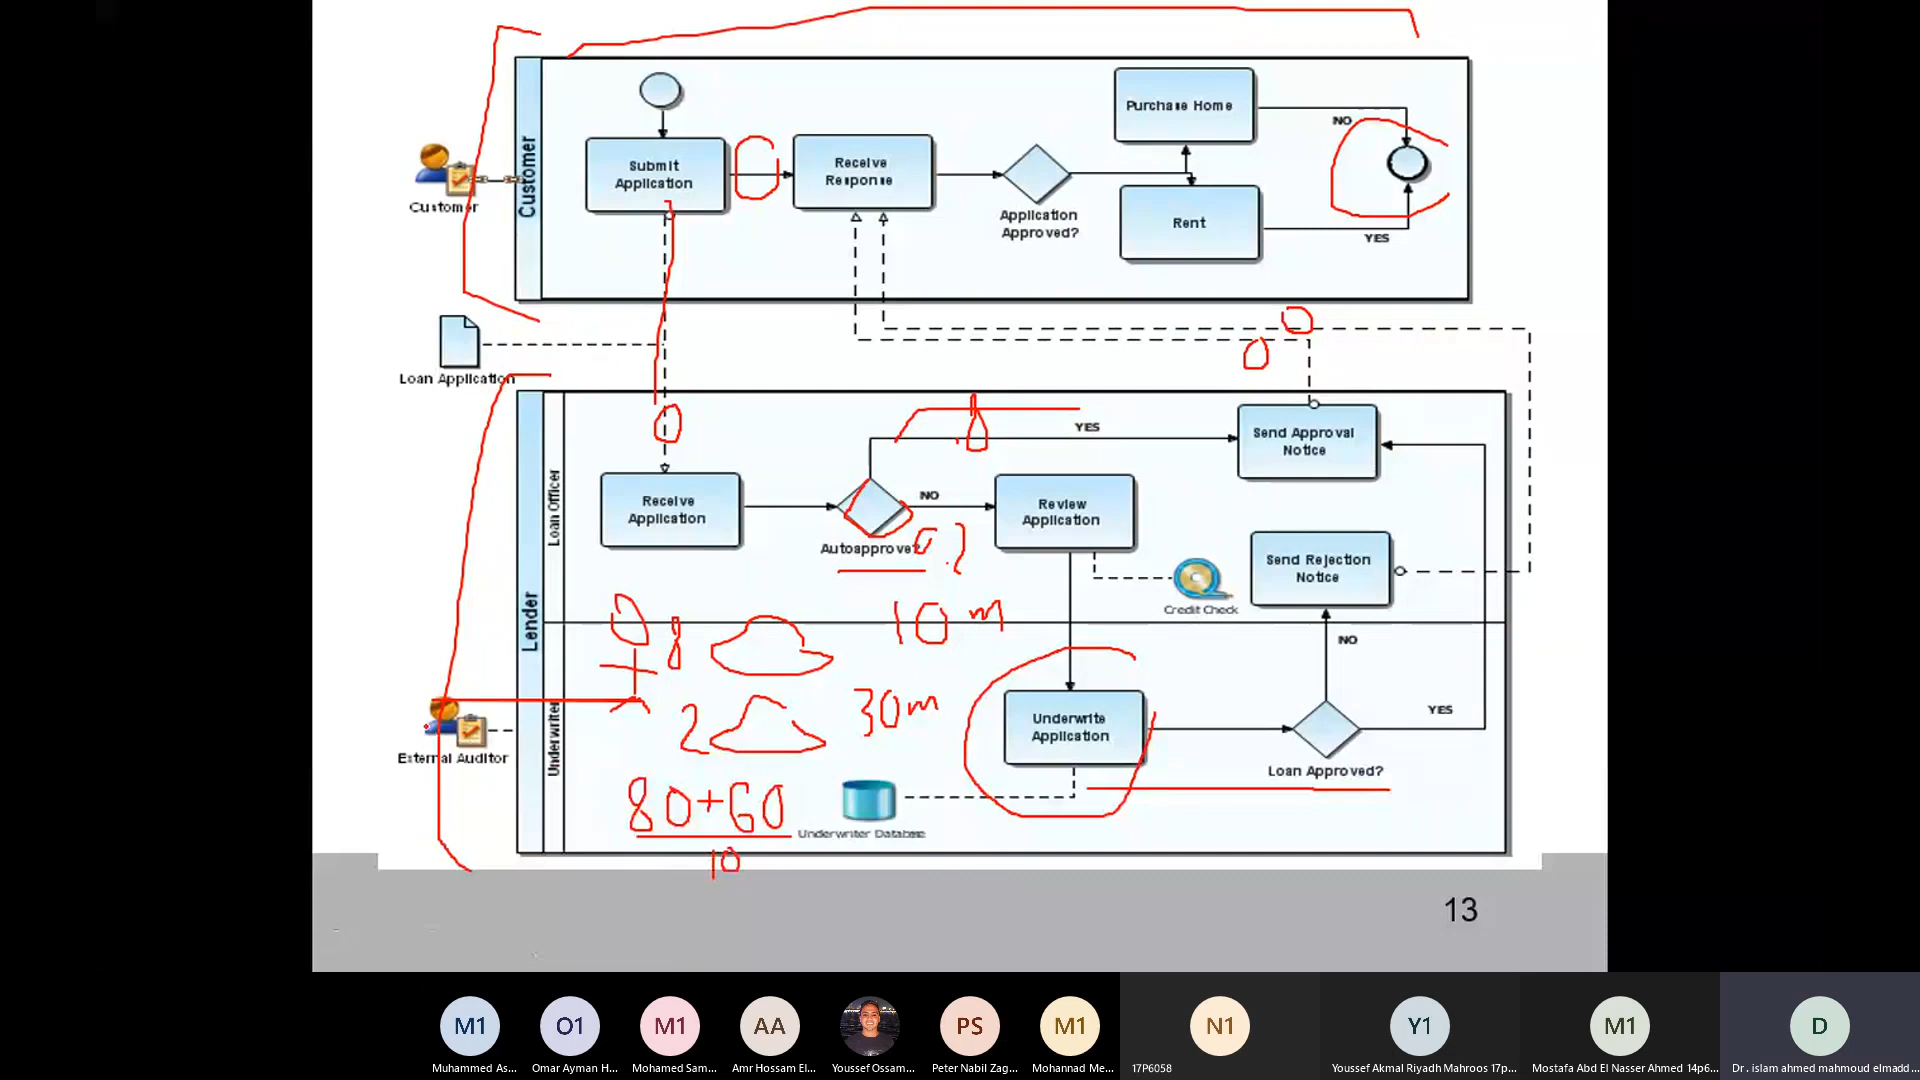 Customer
Customer
Submit
Application
Receive
Response
Application
Approved?
Purchase Home
Rent
NO
YES
Loan Application
Lender
Loan Officer
Underwriter
Receive
Application
Autoapprove?
YES
NO
Review
Application
Credit Check
Send Approval
Notice
Send Rejection
Notice
NO
YES
Underwrite
Application
Loan Approved?
External Auditor
Underwriter Database
8
?
8
10 m
2
30 m
80+60
10
13
M1
O1
M1
AA
PS
M1
N1
Y1
M1
D
Muhammed As...
Omar Ayman H...
Mohamed Sam...
Amr Hossam El...
Youssef Ossam...
Peter Nabil Zag...
Mohannad Me...
17P6058
Youssef Akmal Riyadh Mahroos 17p...
Mostafa Abd El Nasser Ahmed 14p6...
Dr . islam ahmed mahmoud elmadd ...